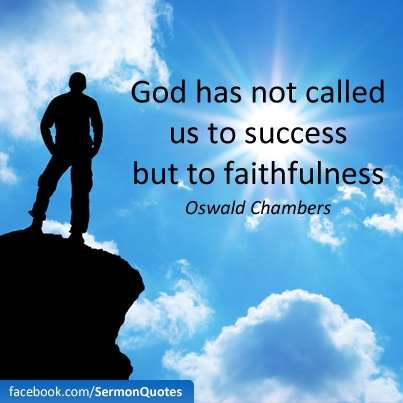 God has not called
us to success
but to faithfulness
Oswald Chambers
facebook.com/SermonQuotes